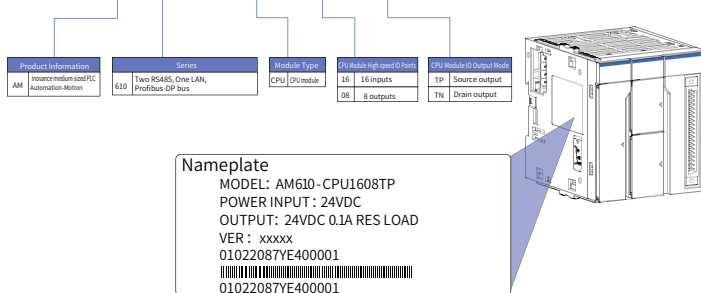 Product Information
AM Inovance medium-sized PLC
Automation-Motion
Series
610 Two RS485, One LAN,
Profibus-DP bus
Module Type
CPU CPU module
CPU Module High-speed IO Points
16 16 inputs
08 8 outputs
CPU Module IO Output Mode
TP Source output
TN Drain output
Nameplate
MODEL: AM610-CPU1608TP
POWER INPUT: 24VDC
OUTPUT: 24VDC 0.1A RES LOAD
VER: xxxxx
01022087YE400001
01022087YE400001